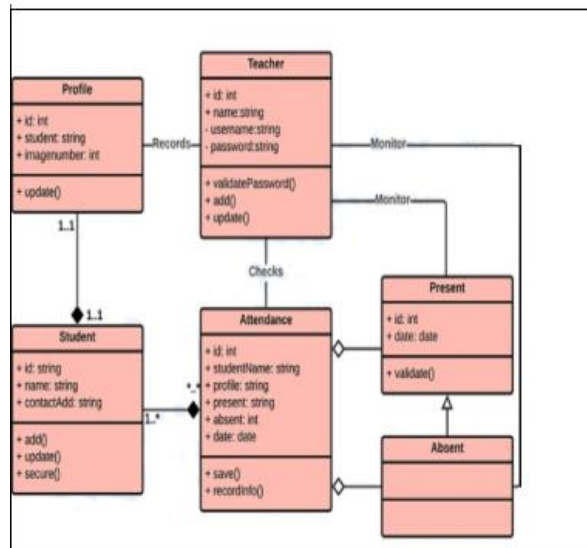 Profile
+ id: int
+ student: string
+ imagenumber: int
+ update()
Records
Teacher
+ id: int
+ name:string
- username:string
- password:string
+ validatePassword()
+ add()
+ update()
Monitor
Monitor
1..1
1..1
Checks
Student
+ id: string
+ name: string
+ contactAdd: string
+ add()
+ update()
+ secure()
1..*
*..*
Attendance
+ id: int
+ studentName: string
+ profile: string
+ present: string
+ absent: int
+ date: date
+ save()
+ recordInfo()
Present
+ id: int
+ date: date
+ validate()
Absent